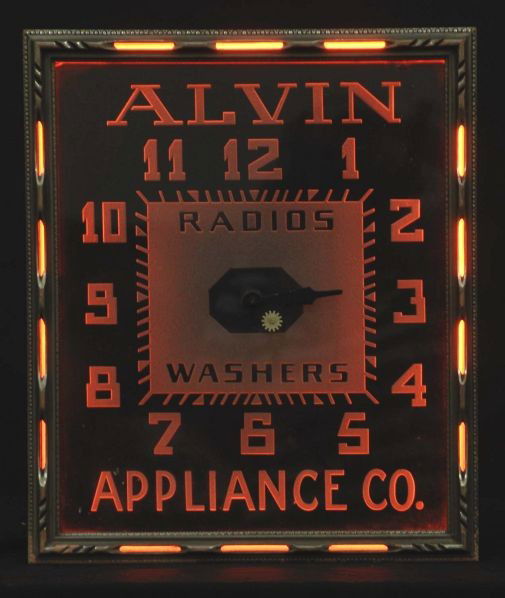 ALVIN
11 12 1
10 2
RADIOS
9 3
WASHERS
8 4
7 6 5
APPLIANCE CO.